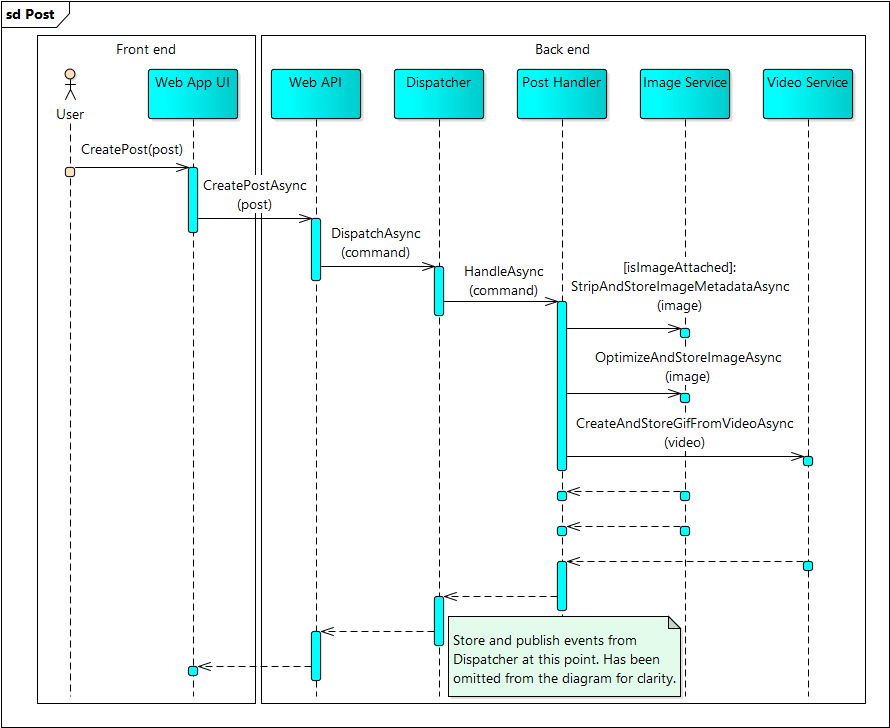 sd Post
Front end
Back end
User
Web App UI
Web API
Dispatcher
Post Handler
Image Service
Video Service
CreatePost(post)
CreatePostAsync
(post)
DispatchAsync
(command)
HandleAsync
(command)
[isImageAttached]:
StripAndStoreImageMetadataAsync
(image)
OptimizeAndStoreImageAsync
(image)
CreateAndStoreGifFromVideoAsync
(video)
Store and publish events from
Dispatcher at this point. Has been
omitted from the diagram for clarity.